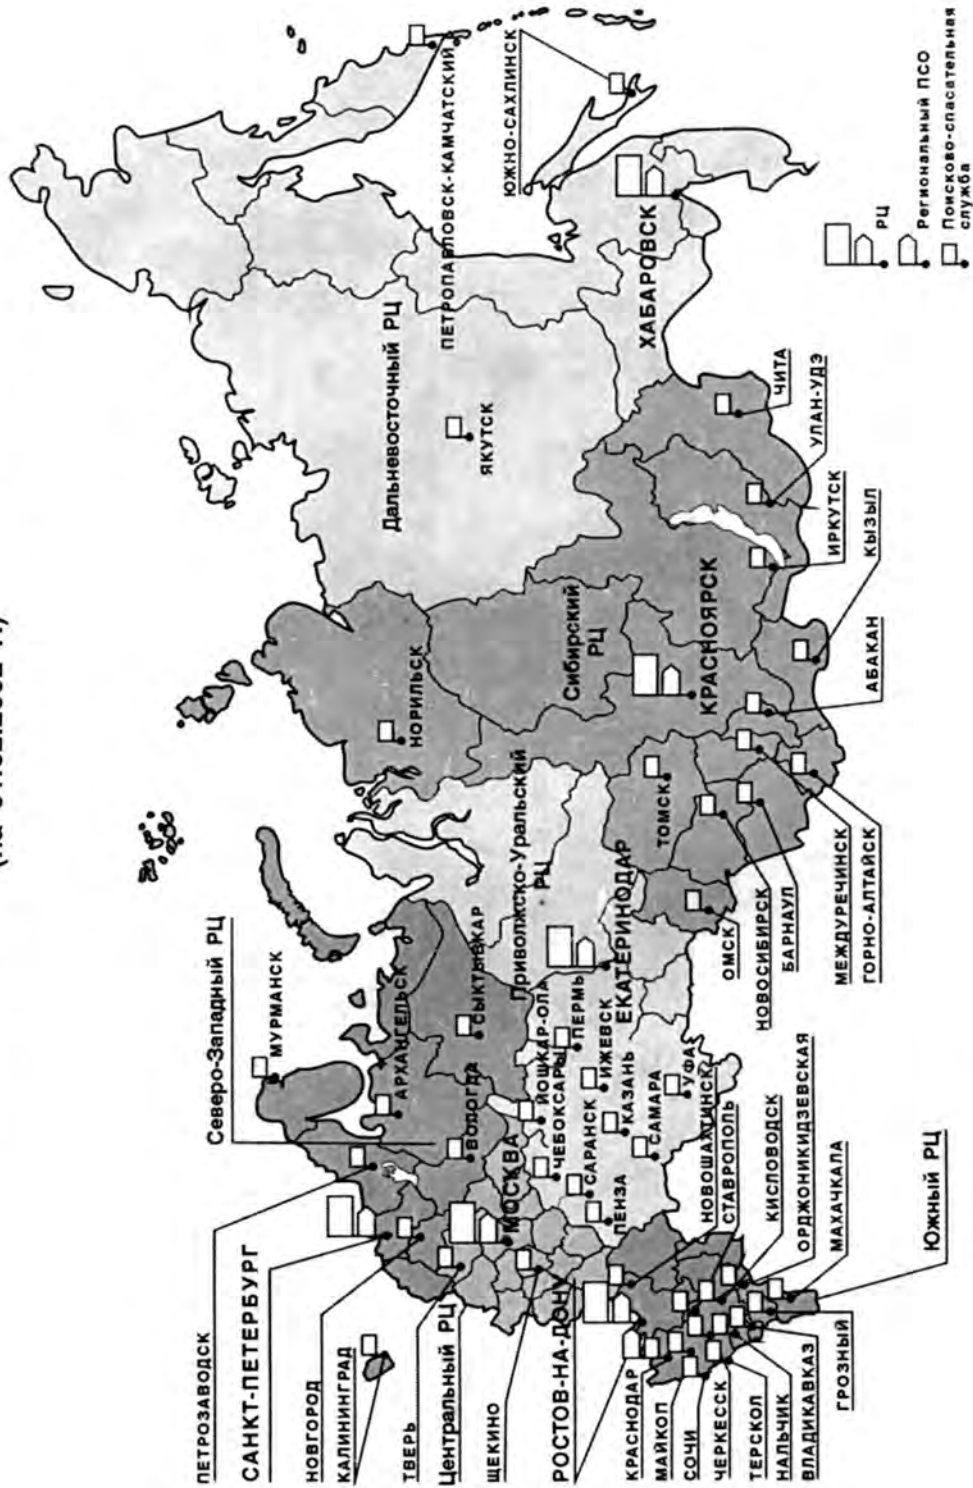 ПЕТРОЗАВОДСК
САНКТ-ПЕТЕРБУРГ
НОВГОРОД
КАЛИНИНГРАД
ТВЕРЬ
Центральный РЦ
ЩЕКИНО
РОСТОВ-НА-ДОНУ
КРАСНОДАР
МАЙКОП
СОЧИ
ЧЕРКЕССК
ТЕРСКОЛ
НАЛЬЧИК
ВЛАДИКАВКАЗ
ГРОЗНЫЙ
Южный РЦ
МАХАЧКАЛА
ОРДЖОНИКИДЗЕВСКАЯ
КИСЛОВОДСК
СТАВРОПОЛЬ
НОВОШАХТИНСК
Северо-Западный РЦ
МУРМАНСК
АРХАНГЕЛЬСК
СЫКТЫВКАР
ВОЛОГДА
МОСКВА
ЙОШКАР-ОЛА
ЧЕБОКСАРЫ
САРАНСК
ПЕНЗА
ПЕРМЬ
ИЖЕВСК
КАЗАНЬ
САМАРА
УФА
Приволжско-Уральский
РЦ
ЕКАТЕРИНОДАР
НОРИЛЬСК
Сибирский
РЦ
КРАСНОЯРСК
ТОМСК
ОМСК
НОВОСИБИРСК
БАРНАУЛ
МЕЖДУРЕЧИНСК
ГОРНО-АЛТАЙСК
АБАКАН
КЫЗЫЛ
ИРКУТСК
УЛАН-УДЭ
ЧИТА
Дальневосточный РЦ
ЯКУТСК
ПЕТРОПАВЛОВСК-КАМЧАТСКИЙ
ЮЖНО-САХЛИНСК
ХАБАРОВСК
РЦ
Региональный ПСО
Поисково-спасательная
служба